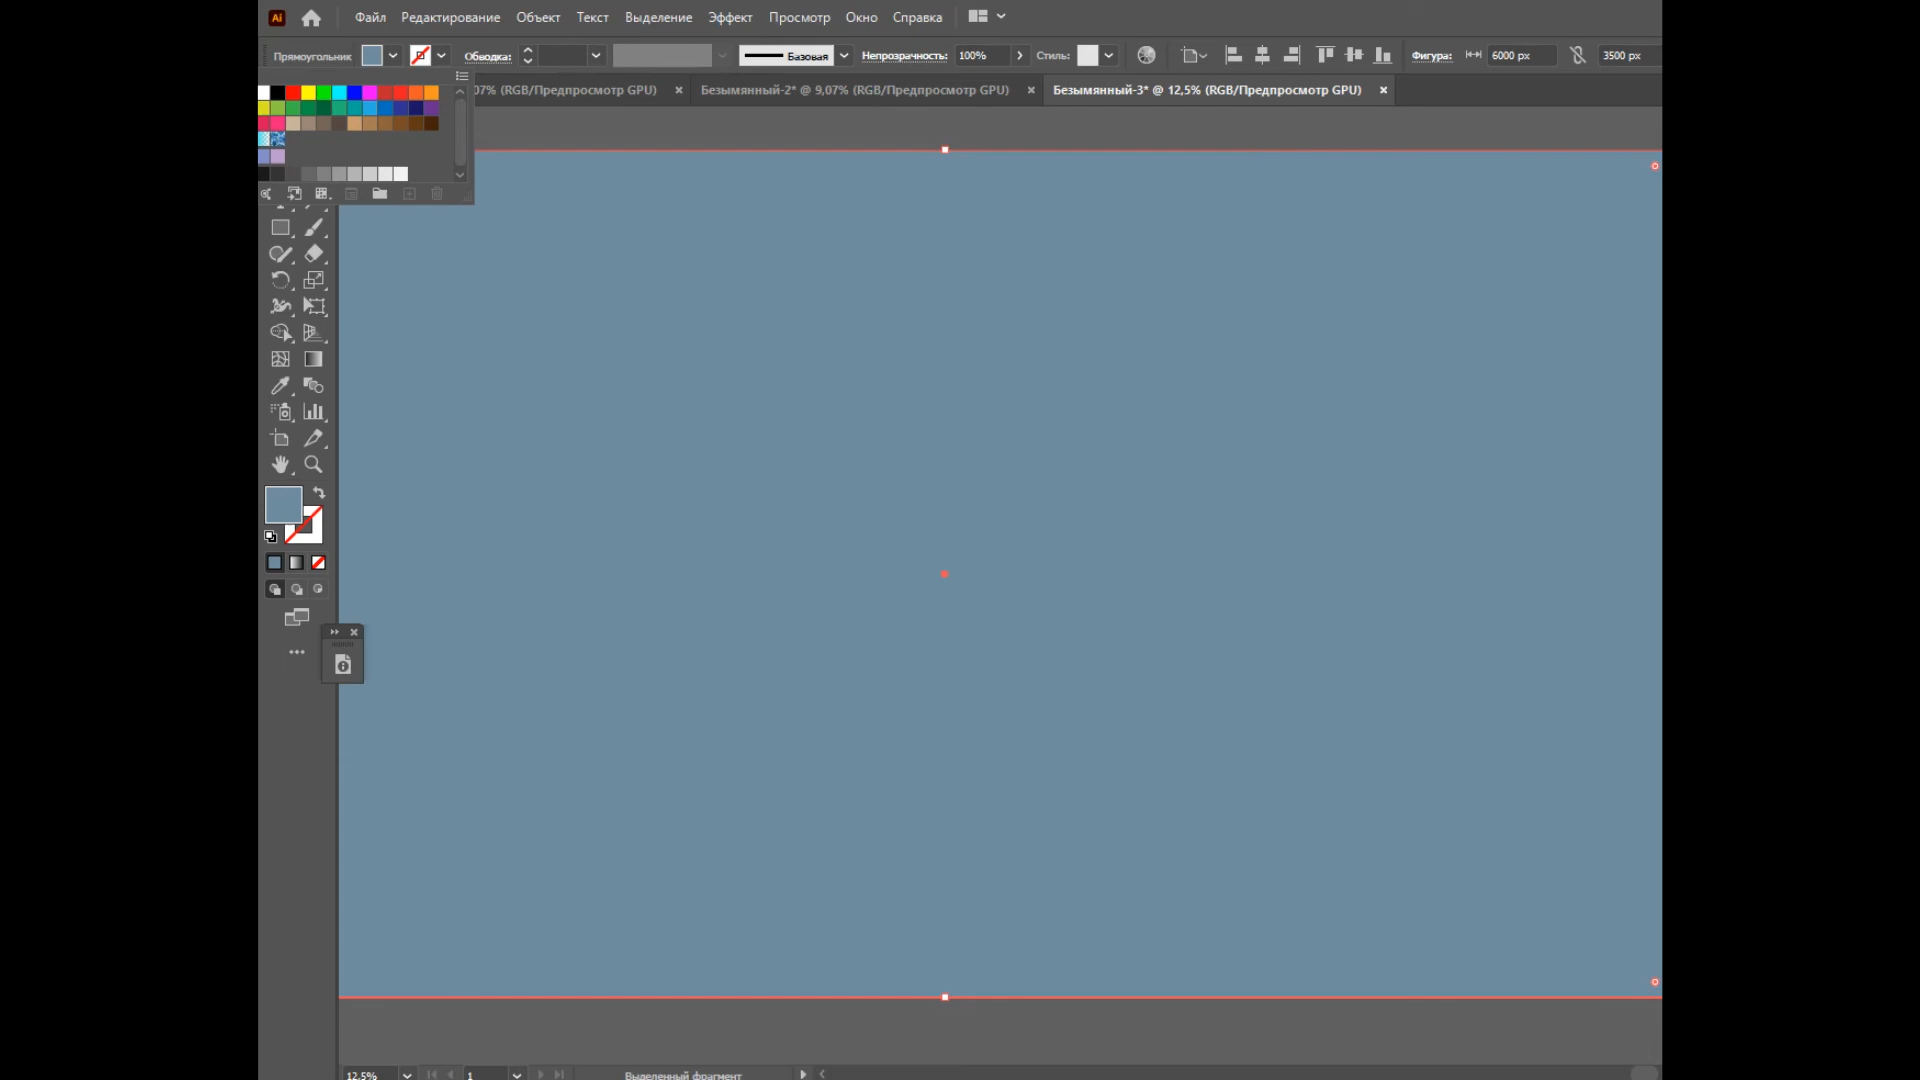 Ai Файл Редактирование Объект Текст Выделение Эффект Просмотр Окно Справка
Прямоугольник Обводка: Базовая Непрозрачность: 100% Стиль: Фигура: 6000 px 3500 px
07% (RGB/Предпросмотр GPU) × Безымянный-2* @ 9,07% (RGB/Предпросмотр GPU) × Безымянный-3* @ 12,5% (RGB/Предпросмотр GPU) ×
12,5% 1 Выделенный фрагмент